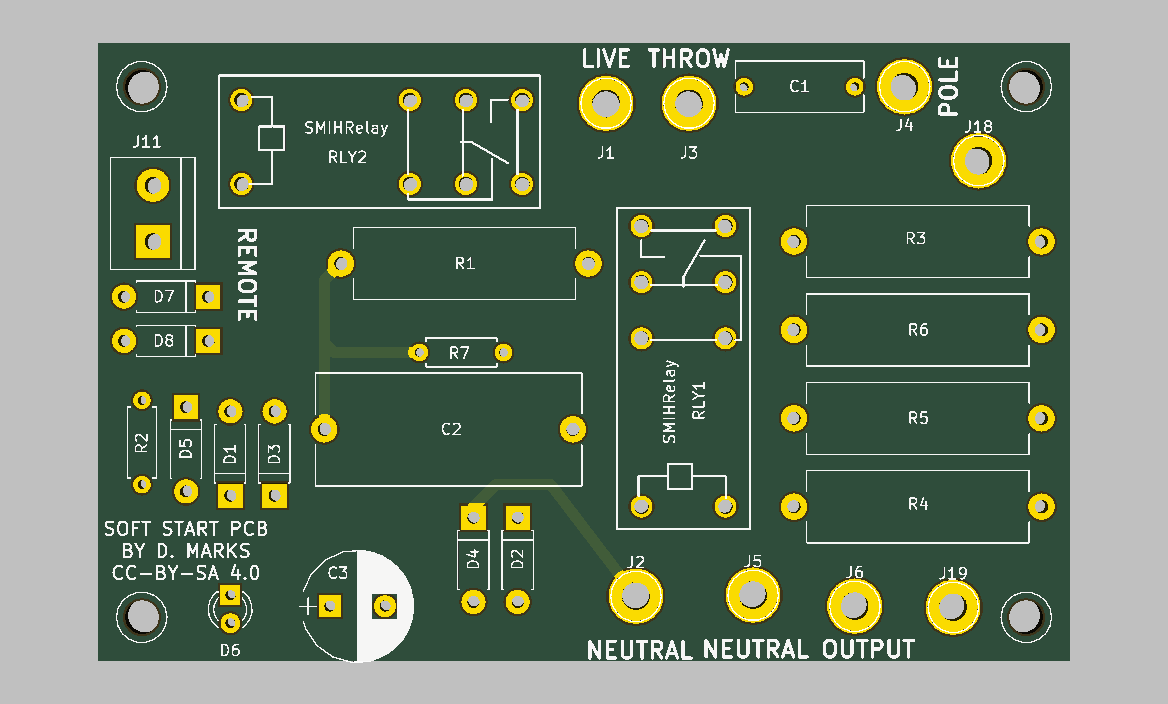 LIVE THROW
POLE
C1
J4
J18
J1
J3
J11
SMIHRelay
RLY2
REMOTE
R1
R3
D7
D8
R7
R6
SMIHRelay
RLY1
C2
R5
R2
D5
D1
D3
R4
SOFT START PCB
BY D. MARKS
CC-BY-SA 4.0
D4
D2
C3
D6
J2
J5
J6
J19
NEUTRAL NEUTRAL OUTPUT